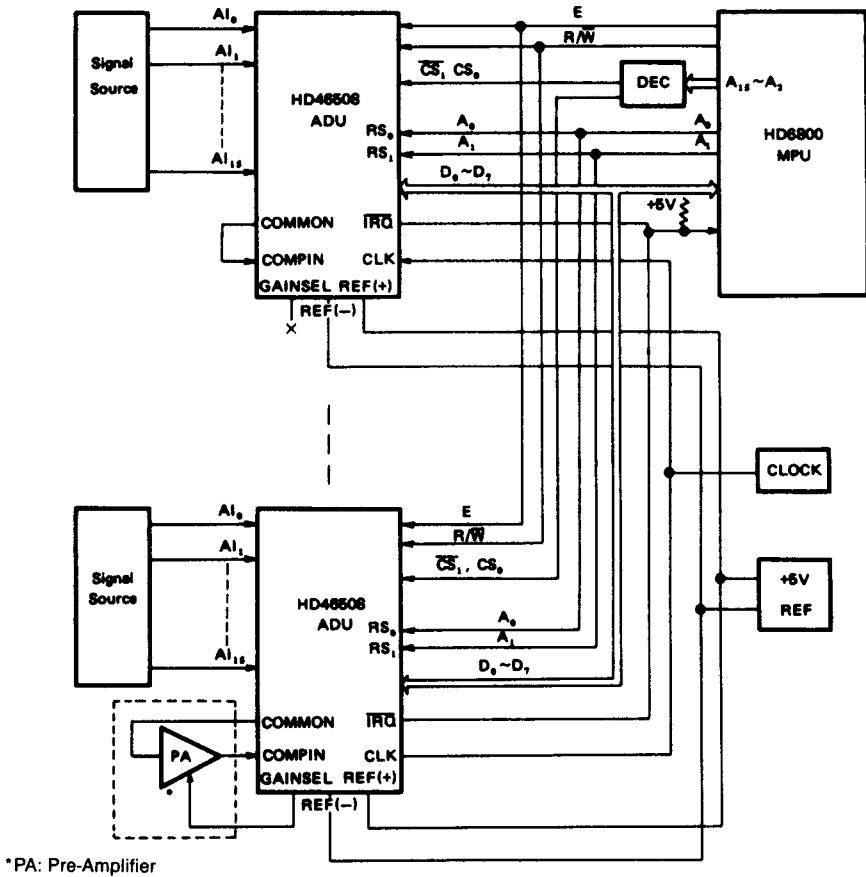 Signal
Source
AI₀
AI₁
AI₁₅
HD46508
ADU
RS₀
RS₁
COMMON
COMPIN
IRQ
CLK
GAINSEL REF(+)
REF(−)
×
E
R/W̅
C̅S̅₁ CS₀
A₀
A₁
D₀~D₇
DEC
A₁₅~A₂
A₀
A₁
+5V
HD6800
MPU
CLOCK
+5V
REF
Signal
Source
AI₀
AI₁
AI₁₅
HD46508
ADU
RS₀
RS₁
COMMON
COMPIN
IRQ
CLK
GAINSEL REF(+)
REF(−)
E
R/W̅
C̅S̅₁, CS₀
A₀
A₁
D₀~D₇
PA
*
*PA: Pre-Amplifier